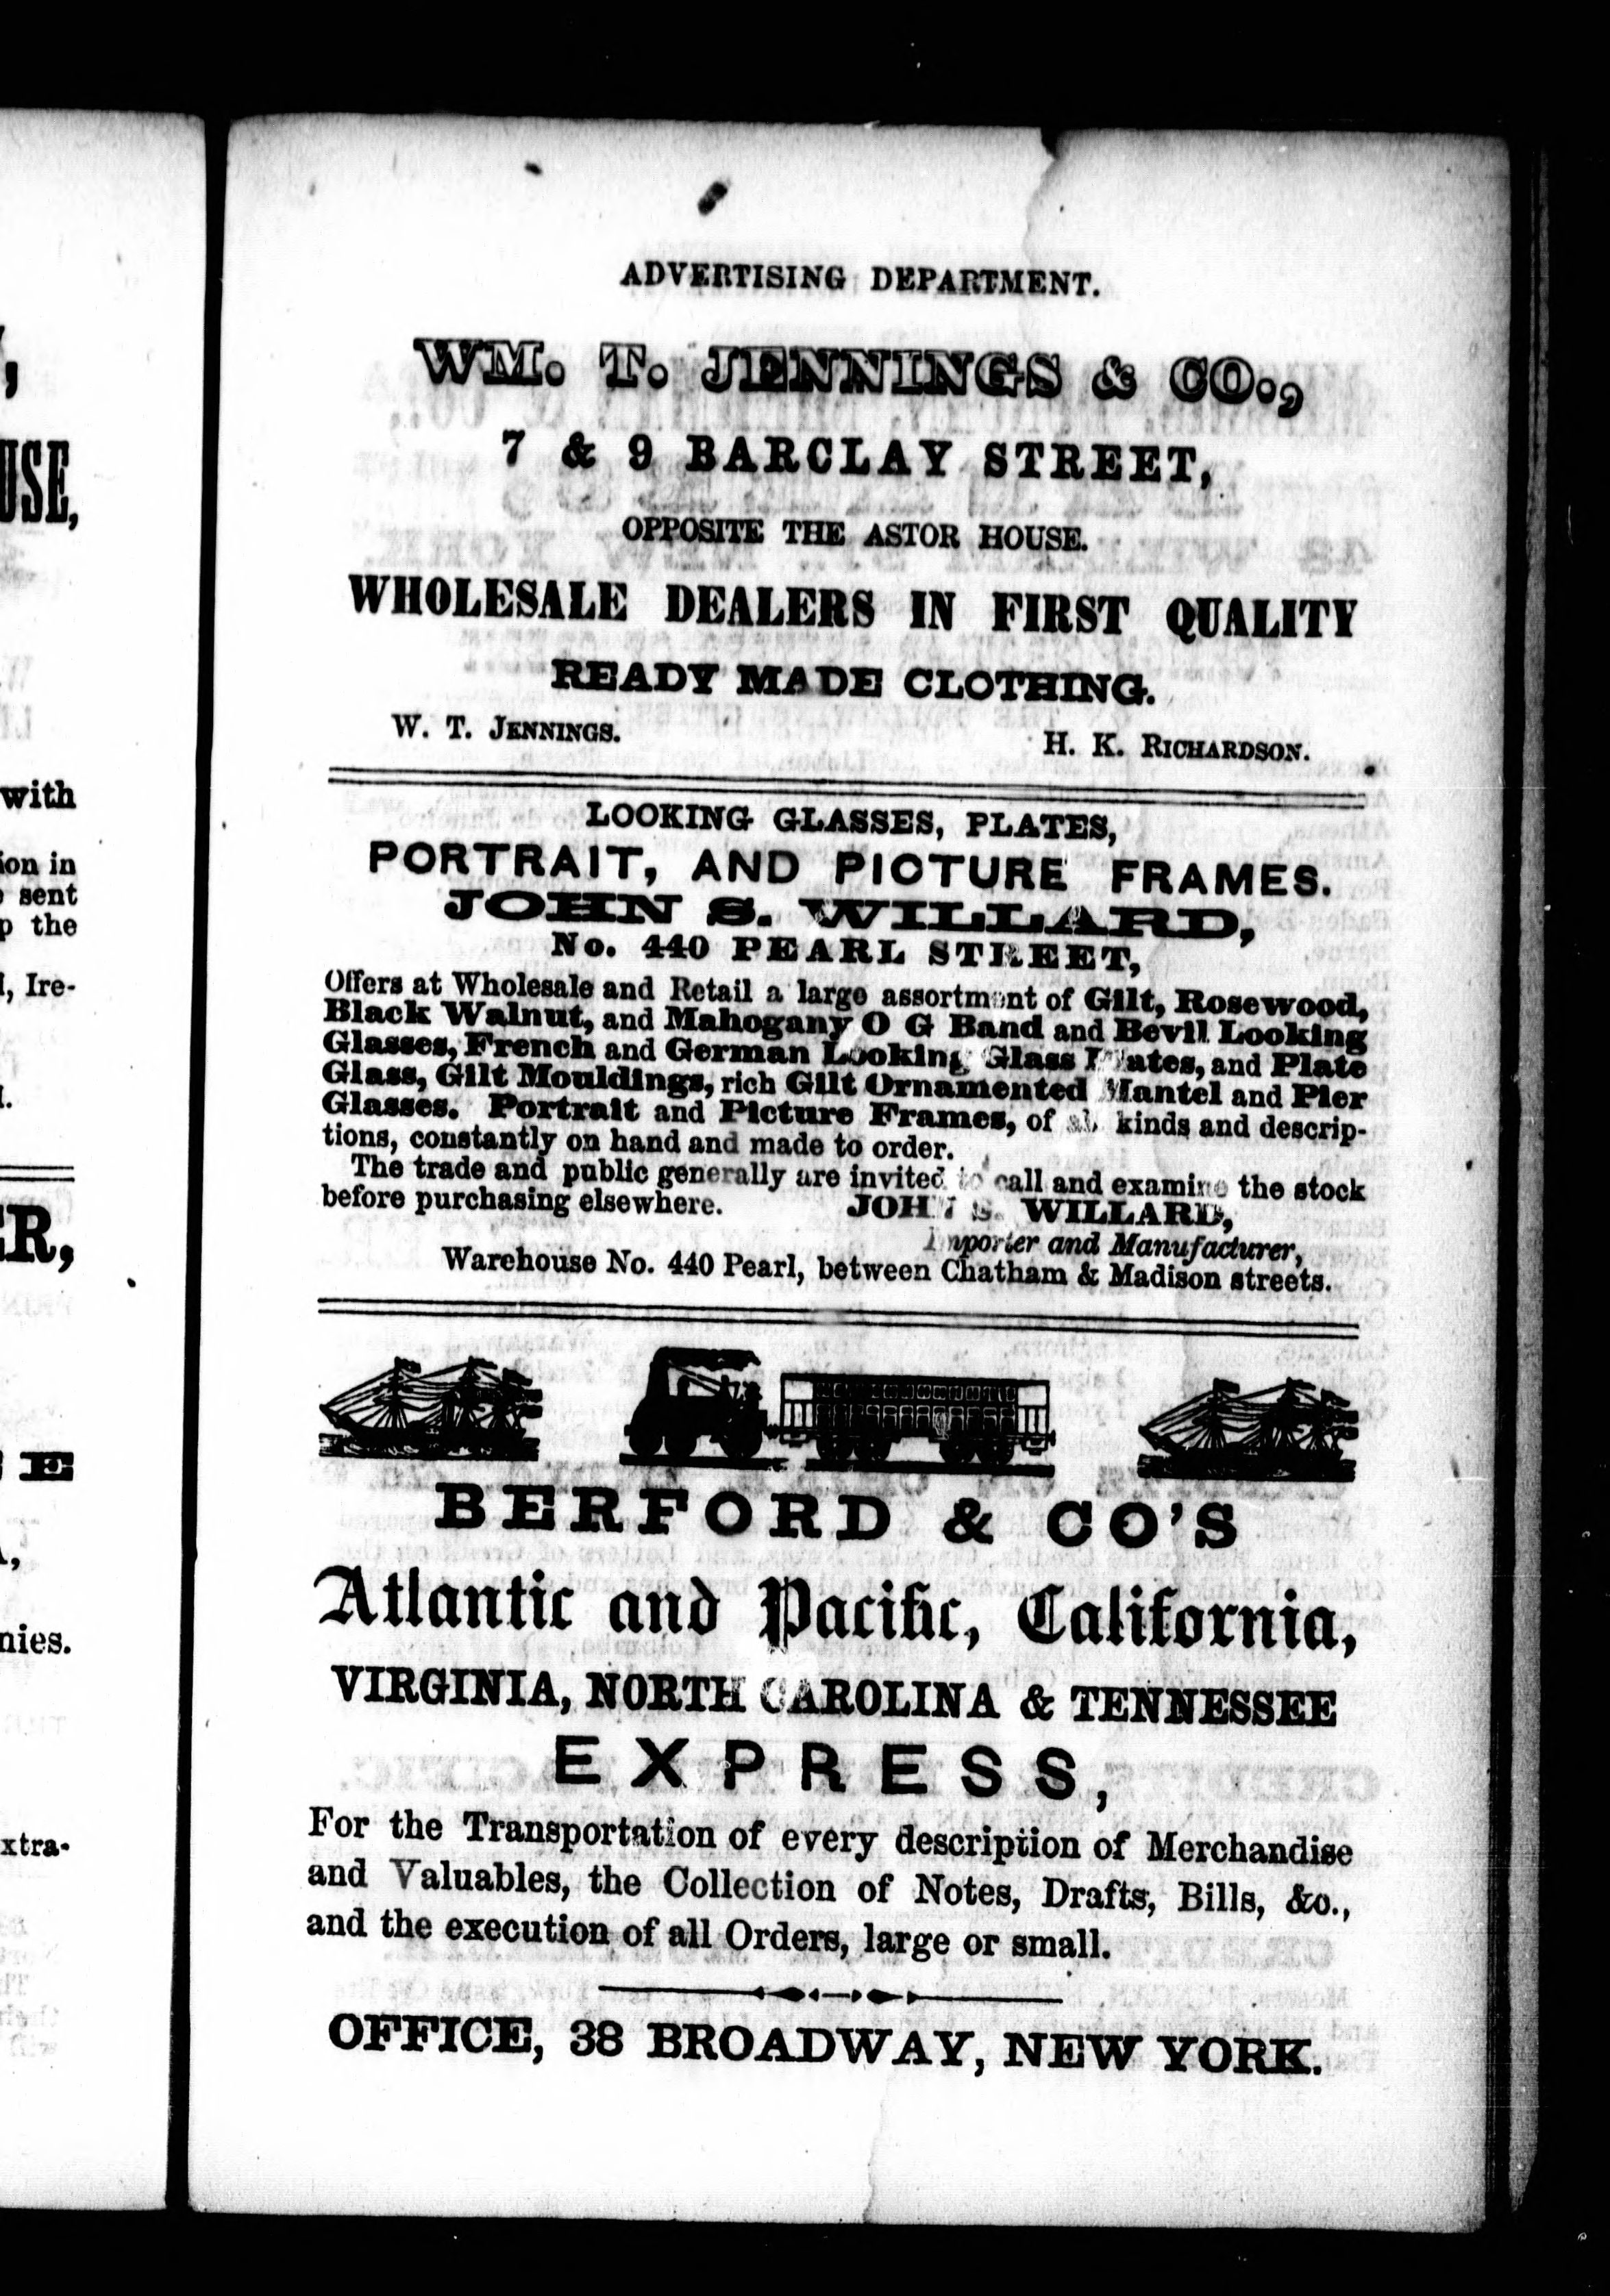 ADVERTISING DEPARTMENT.
WM. T. JENNINGS & CO.,
7 & 9 BARCLAY STREET,
OPPOSITE THE ASTOR HOUSE.
WHOLESALE DEALERS IN FIRST QUALITY
READY MADE CLOTHING.
W. T. JENNINGS.
H. K. RICHARDSON.
LOOKING GLASSES, PLATES,
PORTRAIT, AND PICTURE FRAMES.
JOHN S. WILLARD,
No. 440 PEARL STREET,
Offers at Wholesale and Retail a large assortment of Gilt, Rosewood,
Black Walnut, and Mahogany O G Band and Bevil Looking
Glasses, French and German Looking Glass Plates, and Plate
Glass, Gilt Mouldings, rich Gilt Ornamented Mantel and Pier
Glasses. Portrait and Picture Frames, of all kinds and descrip-
tions, constantly on hand and made to order.
The trade and public generally are invited to call and examine the stock
before purchasing elsewhere. JOHN S. WILLARD,
Importer and Manufacturer,
Warehouse No. 440 Pearl, between Chatham & Madison streets.
BERFORD & CO'S
Atlantic and Pacific, California,
VIRGINIA, NORTH CAROLINA & TENNESSEE
EXPRESS,
For the Transportation of every description of Merchandise
and Valuables, the Collection of Notes, Drafts, Bills, &c.,
and the execution of all Orders, large or small.
OFFICE, 38 BROADWAY, NEW YORK.